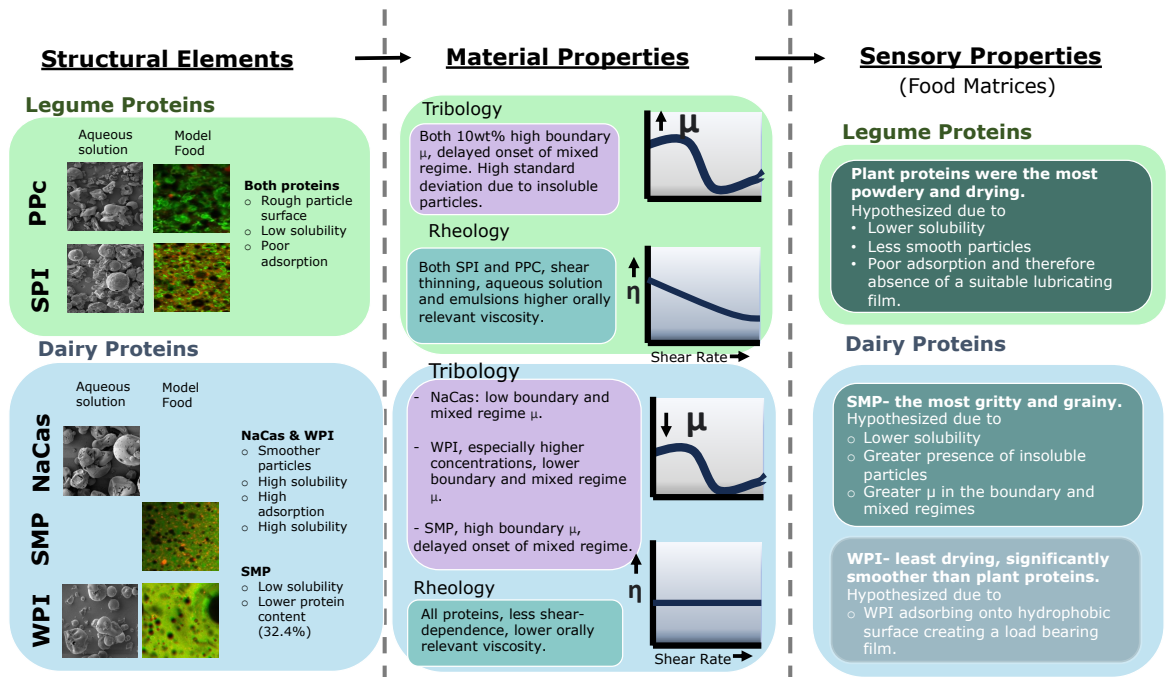 Structural Elements
Legume Proteins
Aqueous
solution
Model
Food
PPc
SPI
Both proteins
○ Rough particle
surface
○ Low solubility
○ Poor
adsorption
Dairy Proteins
Aqueous
solution
Model
Food
NaCas
SMP
WPI
NaCas & WPI
○ Smoother
particles
○ High solubility
○ High
adsorption
○ High solubility
SMP
○ Low solubility
○ Lower protein
content
(32.4%)
Material Properties
Tribology
Both 10wt% high boundary
μ, delayed onset of mixed
regime. High standard
deviation due to insoluble
particles.
μ
Rheology
Both SPI and PPC, shear
thinning, aqueous solution
and emulsions higher orally
relevant viscosity.
η
Shear Rate
Tribology
- NaCas: low boundary and
mixed regime μ.
- WPI, especially higher
concentrations, lower
boundary and mixed regime
μ.
- SMP, high boundary μ,
delayed onset of mixed regime.
μ
Rheology
All proteins, less shear-
dependence, lower orally
relevant viscosity.
η
Shear Rate
Sensory Properties
(Food Matrices)
Legume Proteins
Plant proteins were the most
powdery and drying.
Hypothesized due to
• Lower solubility
• Less smooth particles
• Poor adsorption and therefore
absence of a suitable lubricating
film.
Dairy Proteins
SMP- the most gritty and grainy.
Hypothesized due to
○ Lower solubility
○ Greater presence of insoluble
particles
○ Greater μ in the boundary and
mixed regimes
WPI- least drying, significantly
smoother than plant proteins.
Hypothesized due to
○ WPI adsorbing onto hydrophobic
surface creating a load bearing
film.